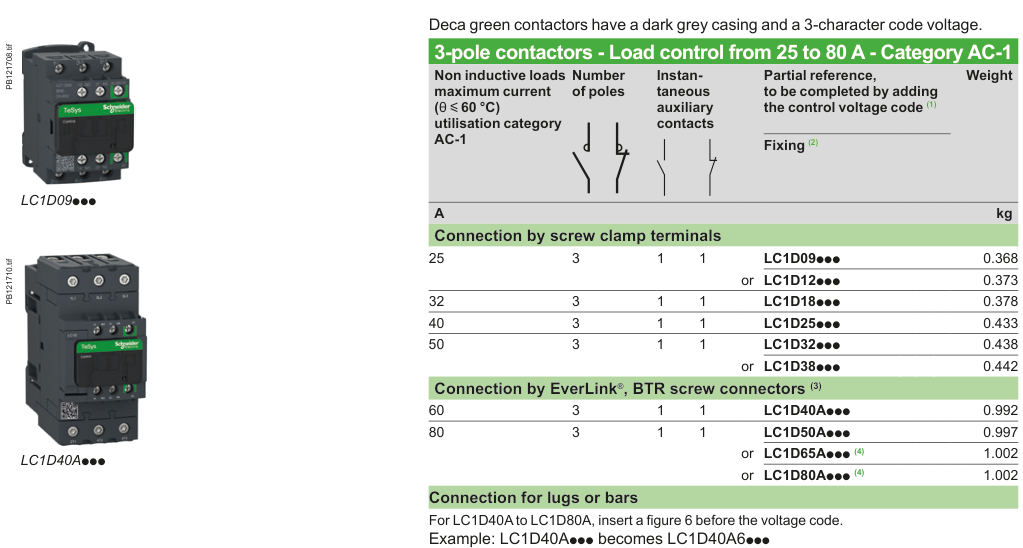 Deca green contactors have a dark grey casing and a 3-character code voltage.
3-pole contactors - Load control from 25 to 80 A - Category AC-1
Non inductive loads
maximum current
(θ ≤ 60 °C)
utilisation category
AC-1
Number
of poles
Instan-
taneous
auxiliary
contacts
Partial reference,
to be completed by adding
the control voltage code (1)
Fixing (2)
Weight
A kg
Connection by screw clamp terminals
25 3 1 1 LC1D09●●● 0.368
or LC1D12●●● 0.373
32 3 1 1 LC1D18●●● 0.378
40 3 1 1 LC1D25●●● 0.433
50 3 1 1 LC1D32●●● 0.438
or LC1D38●●● 0.442
Connection by EverLink®, BTR screw connectors (3)
60 3 1 1 LC1D40A●●● 0.992
80 3 1 1 LC1D50A●●● 0.997
or LC1D65A●●● (4) 1.002
or LC1D80A●●● (4) 1.002
Connection for lugs or bars
For LC1D40A to LC1D80A, insert a figure 6 before the voltage code.
Example: LC1D40A●●● becomes LC1D40A6●●●
PB121708.tif
TeSys
Schneider
LC1D09●●●
PB121710.tif
TeSys
Schneider
LC1D40A●●●